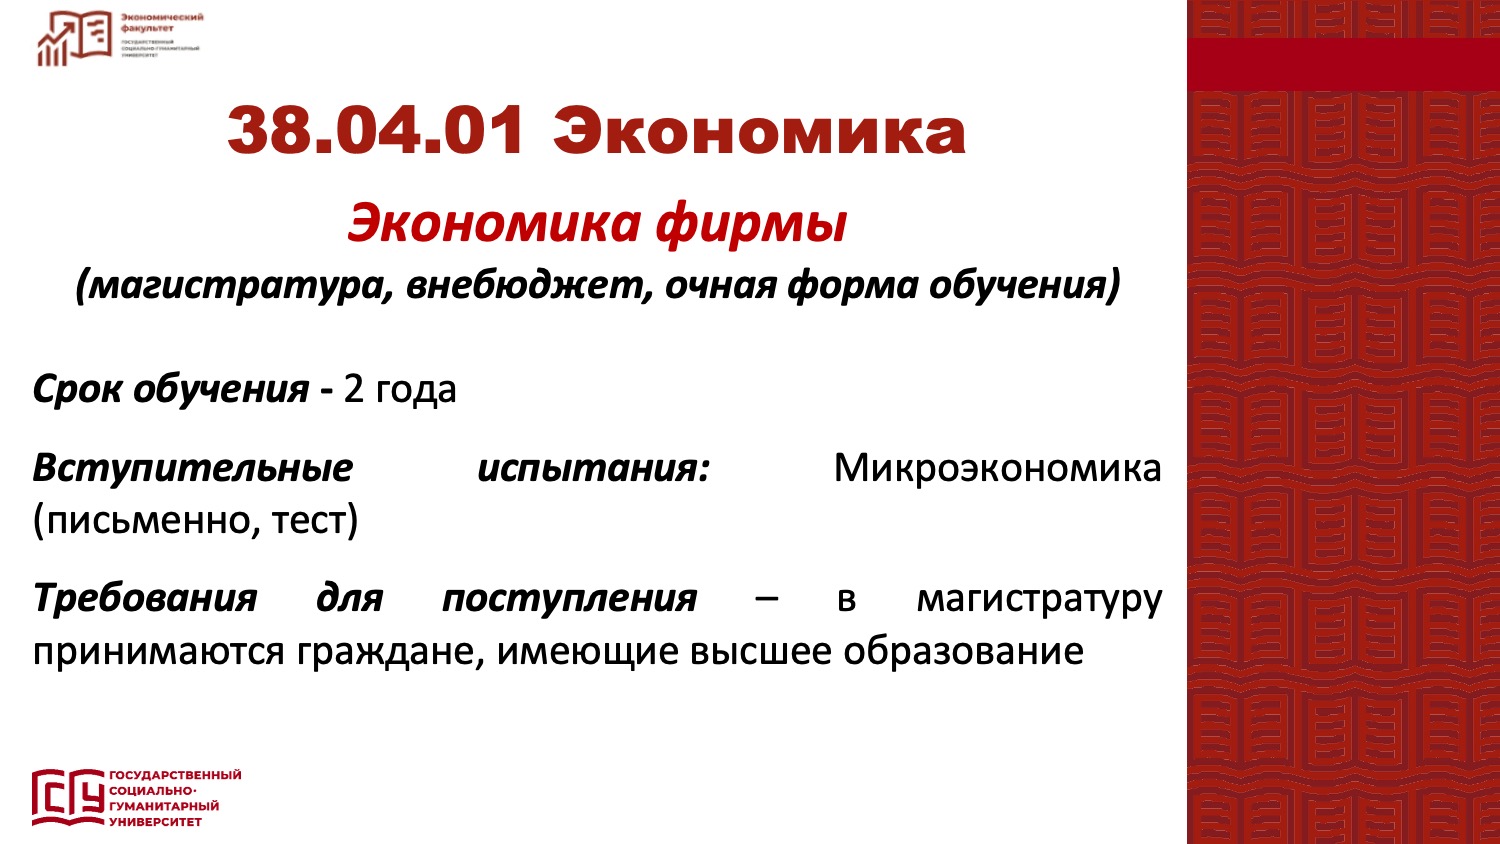 Экономический
факультет
ГОСУДАРСТВЕННЫЙ
СОЦИАЛЬНО-ГУМАНИТАРНЫЙ
УНИВЕРСИТЕТ
38.04.01 Экономика
Экономика фирмы
(магистратура, внебюджет, очная форма обучения)
Срок обучения - 2 года
Вступительные испытания: Микроэкономика
(письменно, тест)
Требования для поступления – в магистратуру
принимаются граждане, имеющие высшее образование
ГСГУ
ГОСУДАРСТВЕННЫЙ
СОЦИАЛЬНО-
ГУМАНИТАРНЫЙ
УНИВЕРСИТЕТ